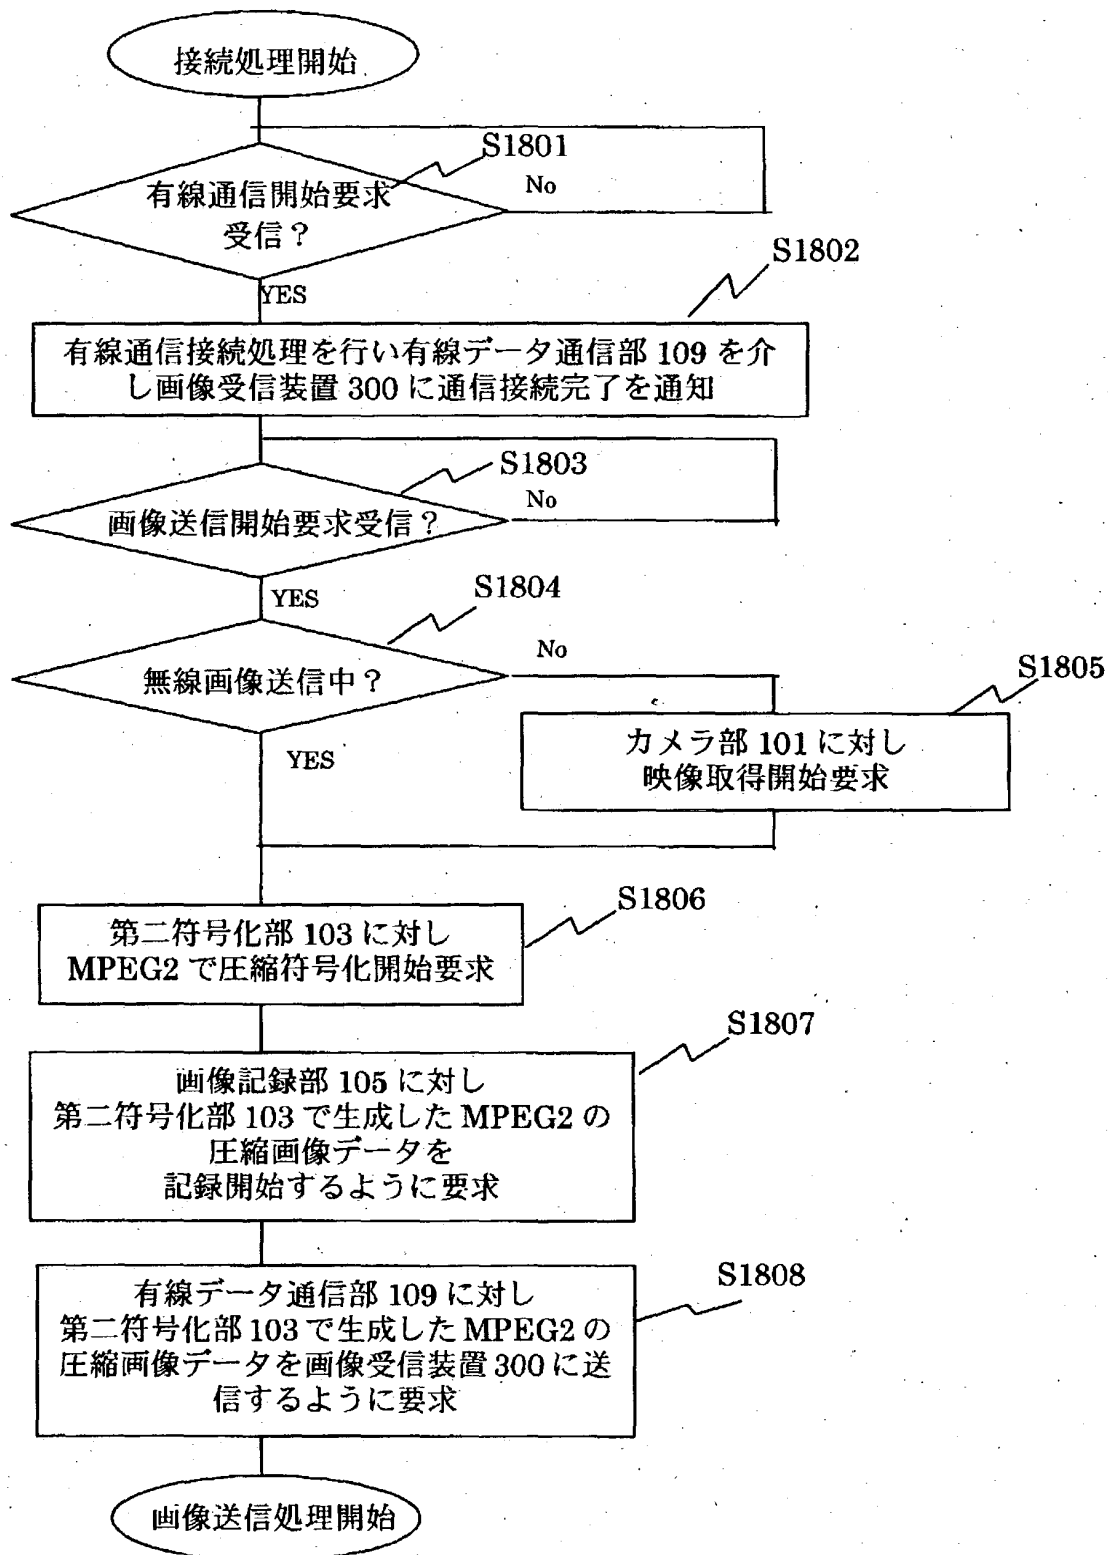 接続処理開始
S1801
有線通信開始要求
受信？
No
YES
S1802
有線通信接続処理を行い有線データ通信部 109 を介
し画像受信装置 300 に通信接続完了を通知
S1803
画像送信開始要求受信？
No
YES
S1804
無線画像送信中？
No
YES
S1805
カメラ部 101 に対し
映像取得開始要求
S1806
第二符号化部 103 に対し
MPEG2 で圧縮符号化開始要求
S1807
画像記録部 105 に対し
第二符号化部 103 で生成した MPEG2 の
圧縮画像データを
記録開始するように要求
S1808
有線データ通信部 109 に対し
第二符号化部 103 で生成した MPEG2 の
圧縮画像データを画像受信装置 300 に送
信するように要求
画像送信処理開始